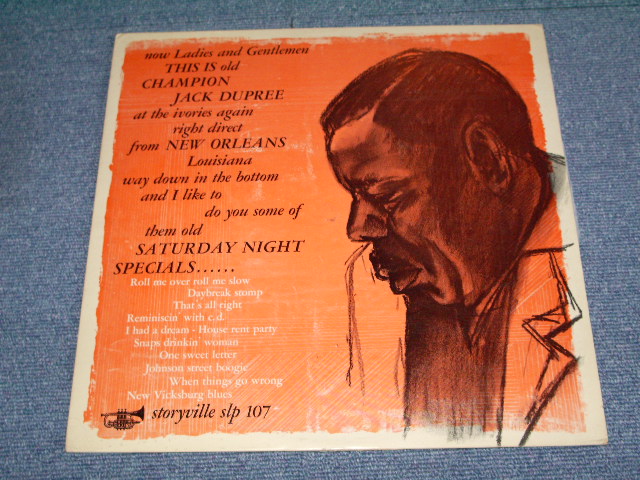 now Ladies and Gentlemen
THIS IS old
CHAMPION
JACK DUPREE
at the ivories again
right direct
from NEW ORLEANS
Louisiana
way down in the bottom
and I like to
do you some of
them old
SATURDAY NIGHT
SPECIALS......
Roll me over roll me slow
Daybreak stomp
That's all right
Reminiscin' with c.d.
I had a dream - House rent party
Snaps drinkin' woman
One sweet letter
Johnson street boogie
When things go wrong
New Vicksburg blues
storyville slp 107